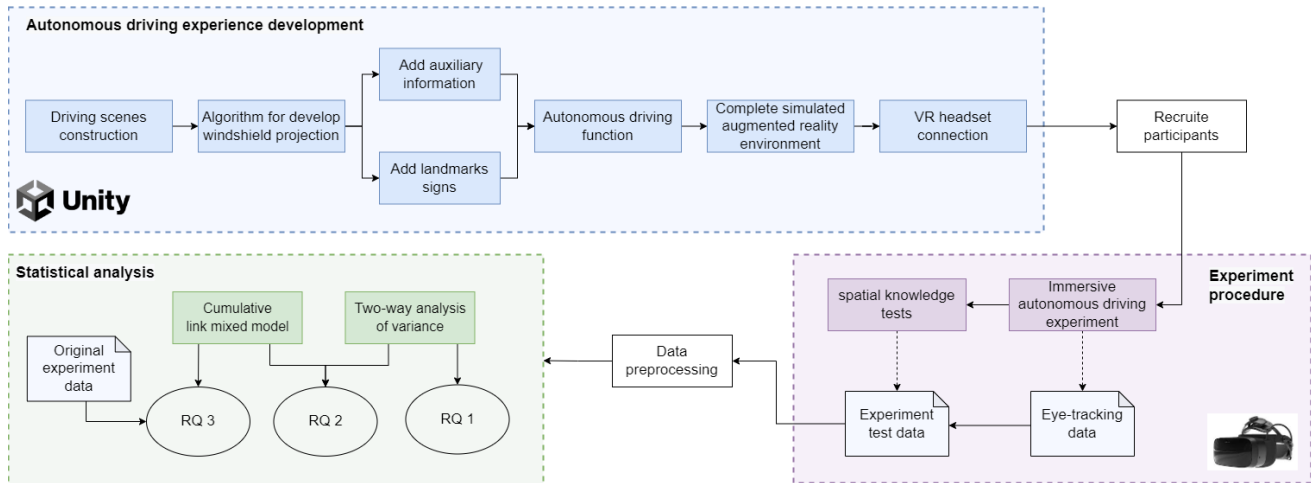 Autonomous driving experience development
Driving scenes
construction
Algorithm for develop
windshield projection
Add auxiliary
information
Add landmarks
signs
Autonomous driving
function
Complete simulated
augmented reality
environment
VR headset
connection
Recruite
participants
Unity
Experiment
procedure
Immersive
autonomous driving
experiment
spatial knowledge
tests
Eye-tracking
data
Experiment
test data
Data
preprocessing
Statistical analysis
Cumulative
link mixed model
Two-way analysis
of variance
Original
experiment
data
RQ 3
RQ 2
RQ 1